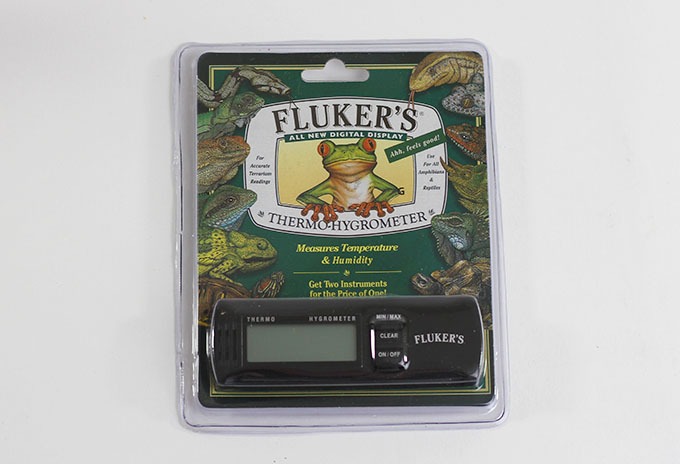 FLUKER'S®
ALL NEW DIGITAL DISPLAY
Ahh, feels good!
For
Accurate
Terrarium
Readings
Use
For All
Amphibians
&
Reptiles
THERMO-HYGROMETER
Measures Temperature
& Humidity
Get Two Instruments
for the Price of One!
THERMO HYGROMETER
MIN/MAX
CLEAR
ON/OFF
FLUKER'S